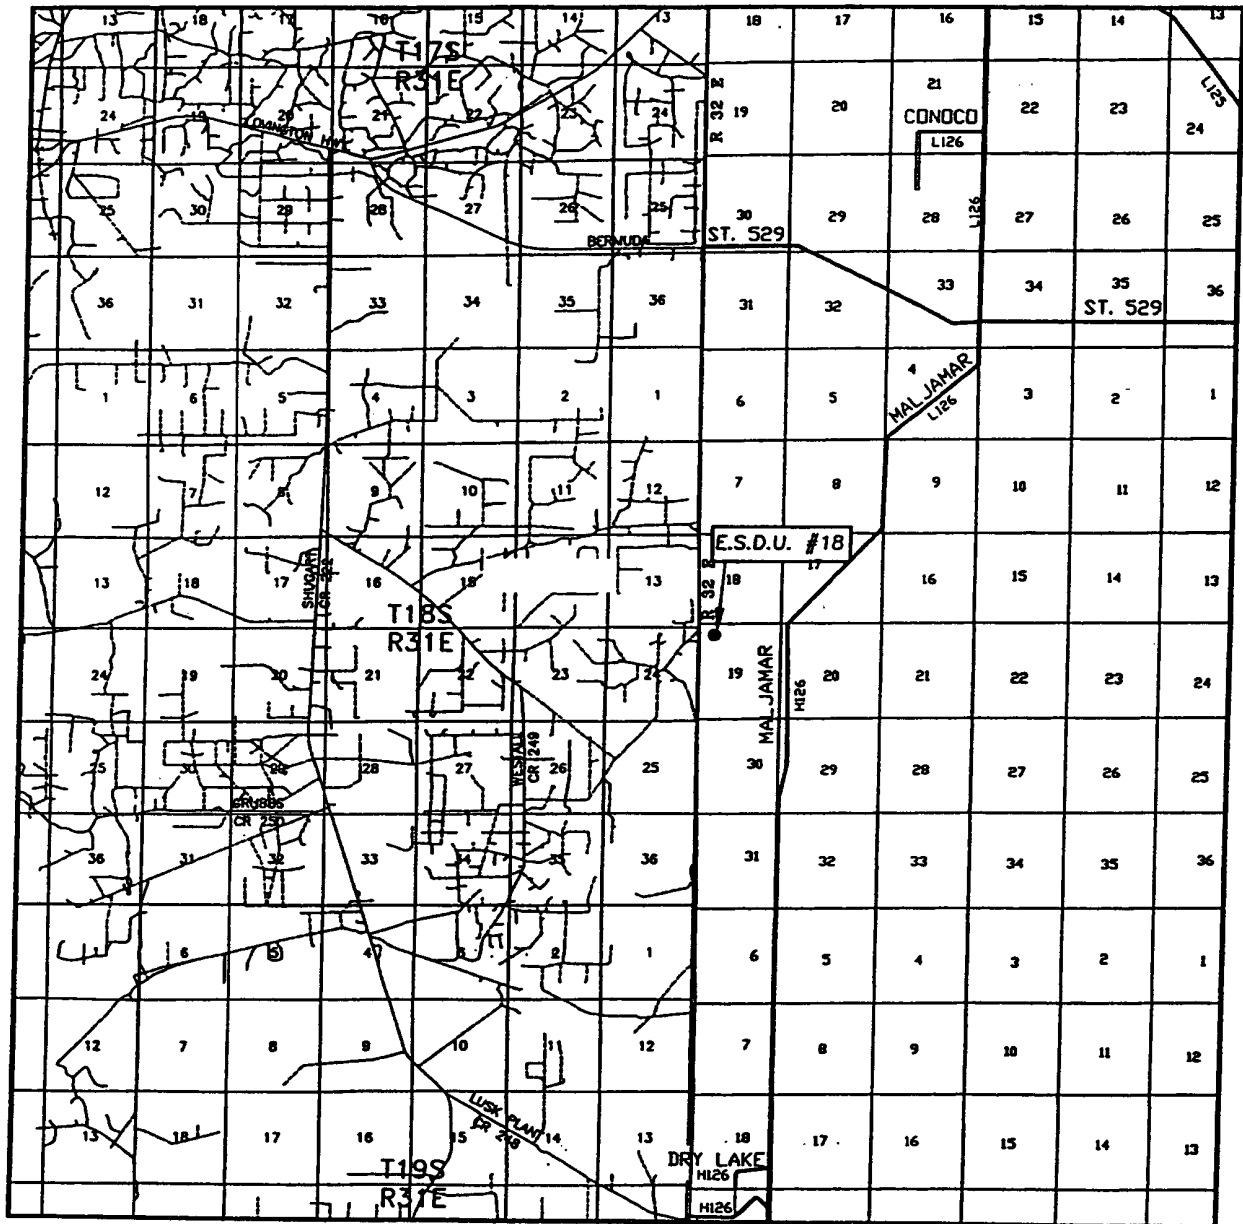 13 18 17 16 15 14 13 18 17 16 15 14 13
T17S
R31E
L125
21
24 19 20 21 22 23 24 R 32 E 19 20 CONOCO 22 23 24
L126
LOVINGTON HWY
25 30 29 28 27 26 25 30 29 28 L126 27 26 25
BERMUDA ST. 529
36 31 32 33 34 35 36 31 32 33 34 35 36
ST. 529
1 6 5 4 3 2 1 6 5 4 3 2 1
MALJAMAR
L126
12 7 8 9 10 11 12 7 8 9 10 11 12
E.S.D.U. #18
13 18 17 16 15 13 R 32 E 18 17 16 15 14 13
SHUGART
CR 222
T18S
R31E
24 19 20 21 22 23 24 19 20 21 22 23 24
MALJAMAR
H126
25 30 29 28 27 26 25 30 29 28 27 26 25
WESTALL
CR 249
GRUBBS
CR 250
36 31 32 33 34 35 36 31 32 33 34 35 36
6 5 4 3 2 1 6 5 4 3 2 1
12 7 8 9 10 11 12 7 8 9 10 11 12
LUSK PLANT
CR 248
13 18 17 16 15 14 13 18 17 16 15 14 13
T19S
R31E
DRY LAKE
H126
H126